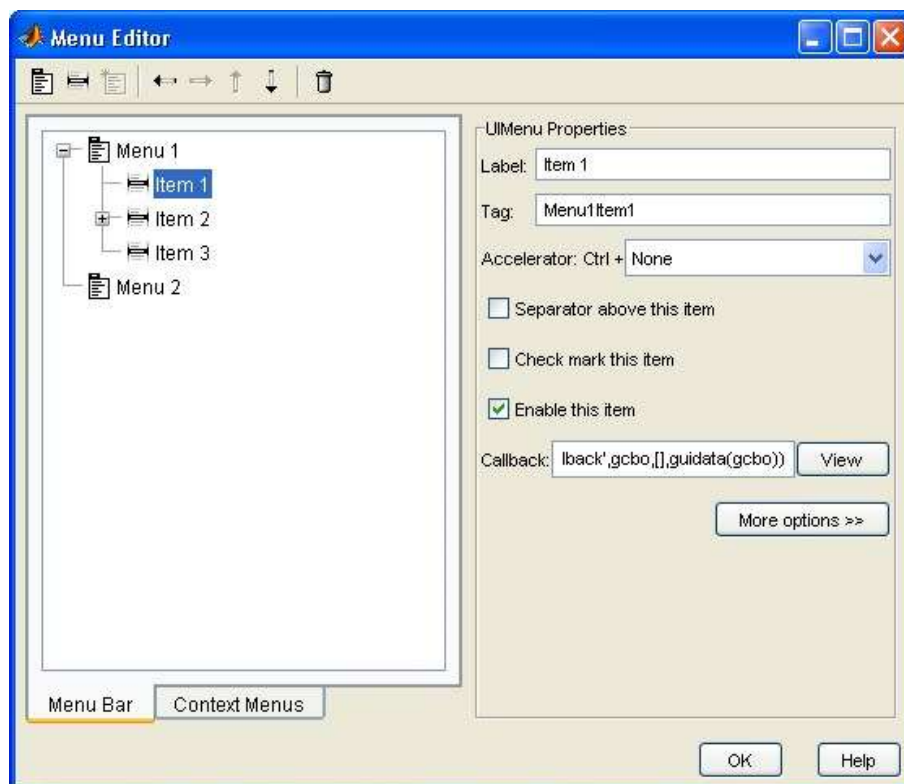 Menu Editor
Menu 1
Item 1
Item 2
Item 3
Menu 2
Menu Bar
Context Menus
UIMenu Properties
Label: Item 1
Tag: Menu1Item1
Accelerator: Ctrl + None
Separator above this item
Check mark this item
Enable this item
Callback: lback',gcbo,[],guidata(gcbo)) View
More options >>
OK Help